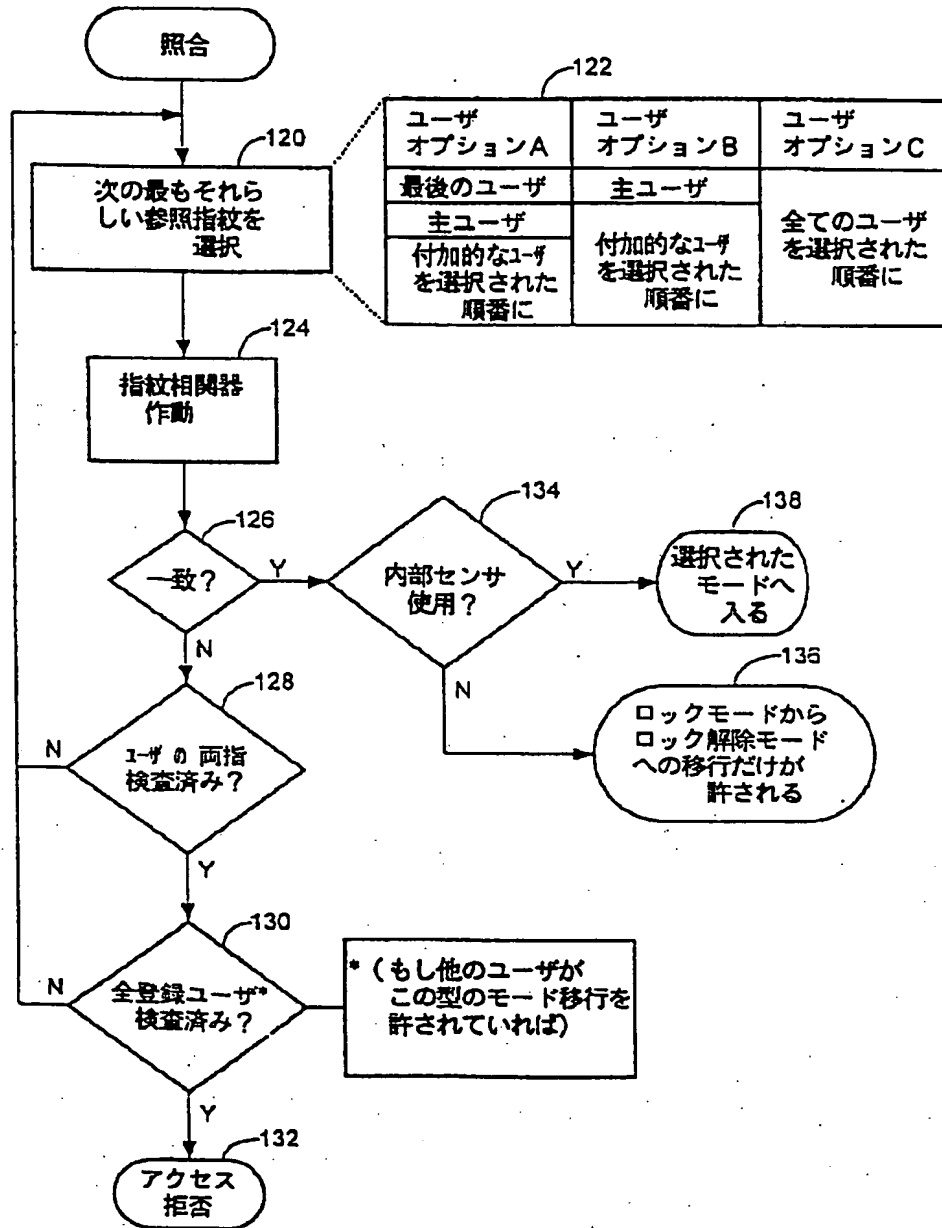 照合
120
次の最もそれら
しい参照指紋を
選択
122
ユーザ
オプションA
ユーザ
オプションB
ユーザ
オプションC
最後のユーザ
主ユーザ
付加的なユーザ
を選択された
順番に
主ユーザ
付加的なユーザ
を選択された
順番に
全てのユーザ
を選択された
順番に
124
指紋相関器
作動
126
一致?
Y
N
134
内部センサ
使用?
Y
N
138
選択された
モードへ
入る
136
ロックモードから
ロック解除モード
への移行だけが
許される
128
ユーザの両指
検査済み?
N
Y
130
全登録ユーザ*
検査済み?
N
Y
*(もし他のユーザが
この型のモード移行を
許されていれば)
132
アクセス
拒否